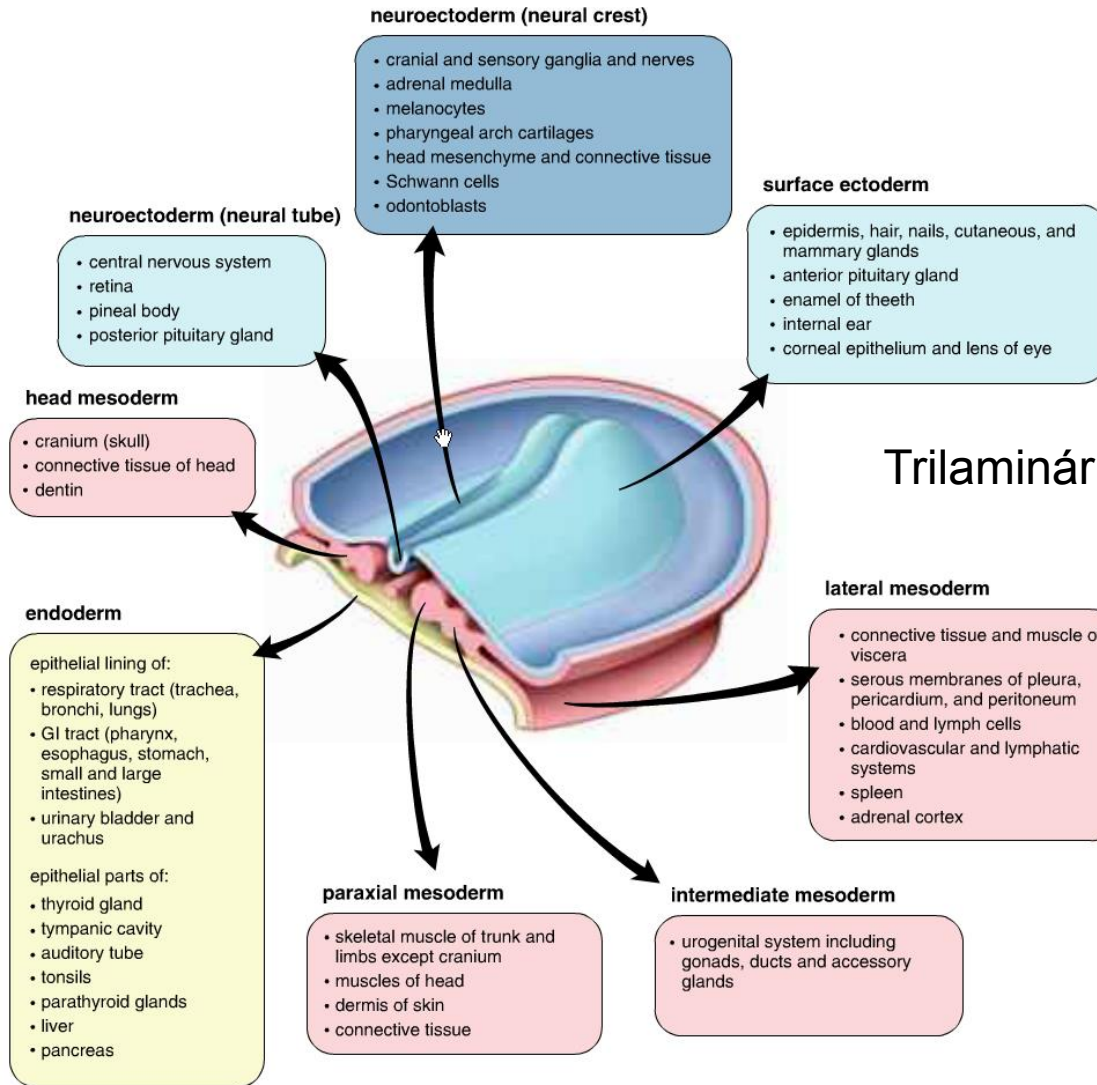 neuroectoderm (neural crest)
• cranial and sensory ganglia and nerves
• adrenal medulla
• melanocytes
• pharyngeal arch cartilages
• head mesenchyme and connective tissue
• Schwann cells
• odontoblasts
surface ectoderm
• epidermis, hair, nails, cutaneous, and
mammary glands
• anterior pituitary gland
• enamel of theeth
• internal ear
• corneal epithelium and lens of eye
neuroectoderm (neural tube)
• central nervous system
• retina
• pineal body
• posterior pituitary gland
head mesoderm
• cranium (skull)
• connective tissue of head
• dentin
Trilaminár
endoderm
epithelial lining of:
• respiratory tract (trachea,
bronchi, lungs)
• GI tract (pharynx,
esophagus, stomach,
small and large
intestines)
• urinary bladder and
urachus
epithelial parts of:
• thyroid gland
• tympanic cavity
• auditory tube
• tonsils
• parathyroid glands
• liver
• pancreas
lateral mesoderm
• connective tissue and muscle o
viscera
• serous membranes of pleura,
pericardium, and peritoneum
• blood and lymph cells
• cardiovascular and lymphatic
systems
• spleen
• adrenal cortex
paraxial mesoderm
• skeletal muscle of trunk and
limbs except cranium
• muscles of head
• dermis of skin
• connective tissue
intermediate mesoderm
• urogenital system including
gonads, ducts and accessory
glands